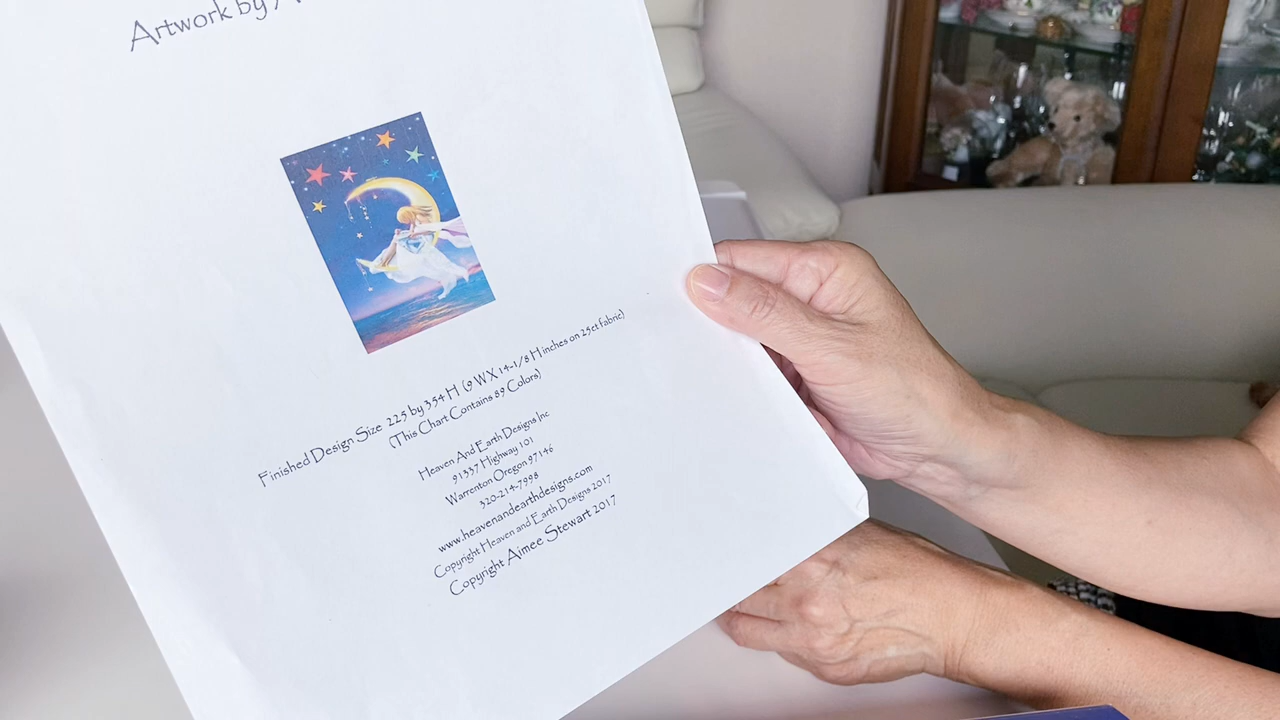 Artwork by A
Finished Design Size 225 by 354 H (9 W X 14-1/8 H inches on 25ct fabric)
(This Chart Contains 89 Colors)
Heaven And Earth Designs Inc
91337 Highway 101
Warrenton Oregon 97146
320-214-7998
www.heavenandearthdesigns.com
Copyright Heaven and Earth Designs 2017
Copyright Aimee Stewart 2017